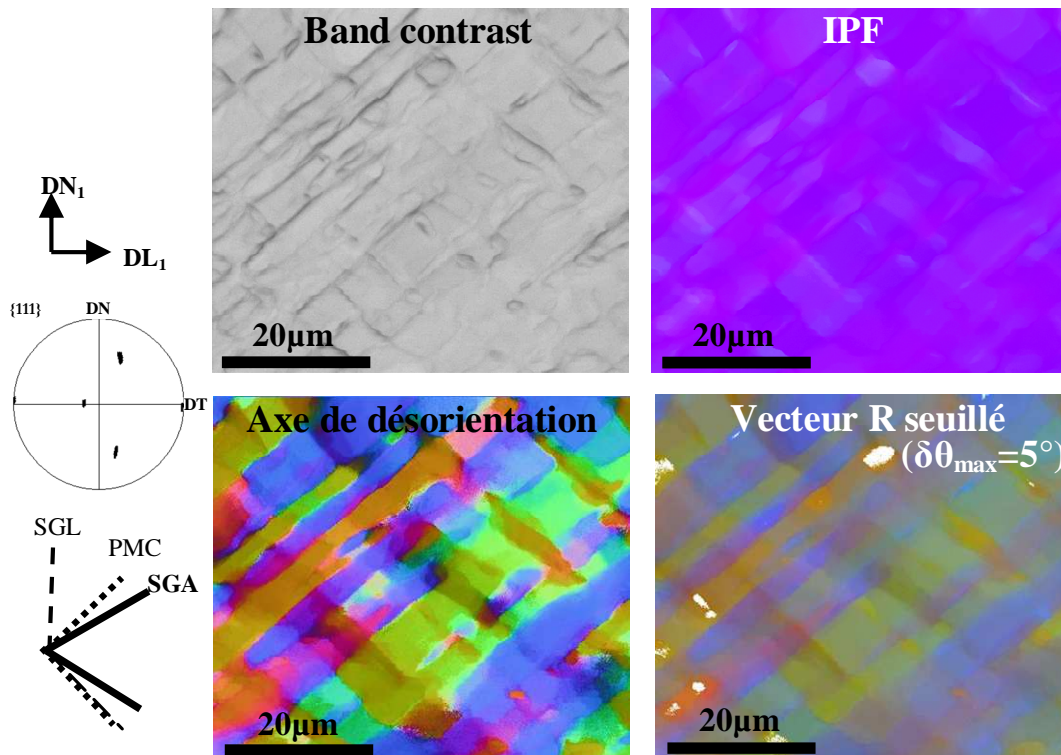 Band contrast
IPF
DN₁
DL₁
20µm
20µm
{111}
DN
DT
Axe de désorientation
Vecteur R seuillé
(δθmax=5°)
SGL
PMC
SGA
20µm
20µm